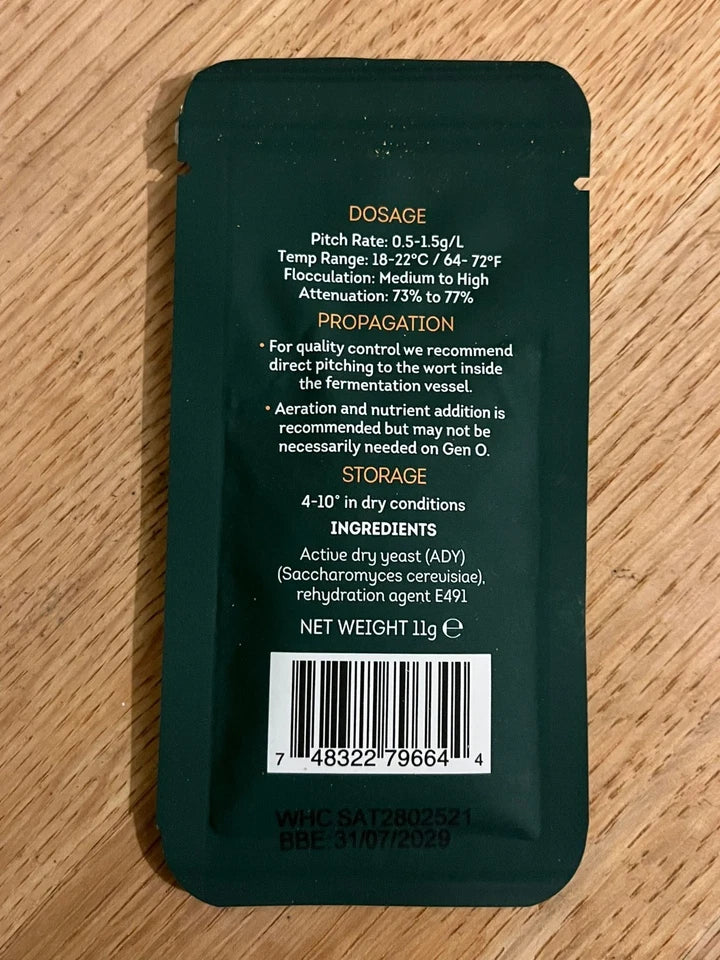 DOSAGE
Pitch Rate: 0.5-1.5g/L
Temp Range: 18-22°C / 64- 72°F
Flocculation: Medium to High
Attenuation: 73% to 77%
PROPAGATION
• For quality control we recommend
direct pitching to the wort inside
the fermentation vessel.
• Aeration and nutrient addition is
recommended but may not be
necessarily needed on Gen O.
STORAGE
4-10° in dry conditions
INGREDIENTS
Active dry yeast (ADY)
(Saccharomyces cerevisiae),
rehydration agent E491
NET WEIGHT 11g ℮
7 48322 79664 4
WHC SAT2802521
BBE 31/07/2029